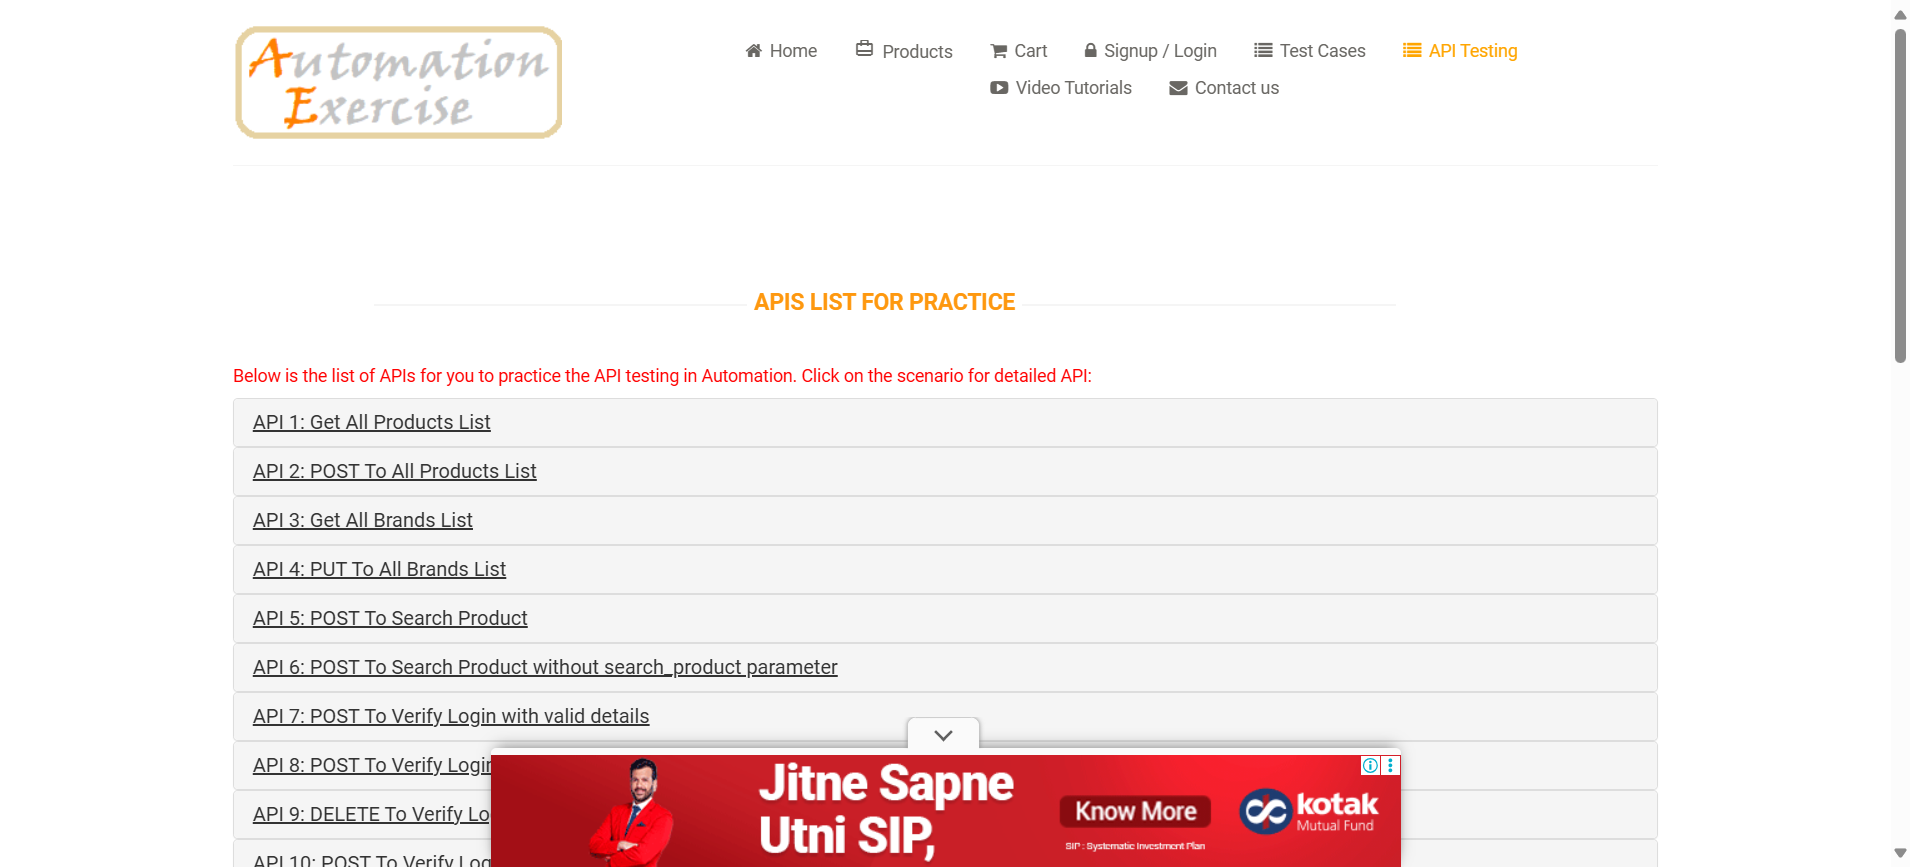 Automation
Exercise
Home
Products
Cart
Signup / Login
Test Cases
API Testing
Video Tutorials
Contact us
APIS LIST FOR PRACTICE
Below is the list of APIs for you to practice the API testing in Automation. Click on the scenario for detailed API:
API 1: Get All Products List
API 2: POST To All Products List
API 3: Get All Brands List
API 4: PUT To All Brands List
API 5: POST To Search Product
API 6: POST To Search Product without search_product parameter
API 7: POST To Verify Login with valid details
API 8: POST To Verify Login
API 9: DELETE To Verify Lo
API 10: POST To Verify Log
Jitne Sapne
Utni SIP,
Know More
SIP : Systematic Investment Plan
kotak
Mutual Fund